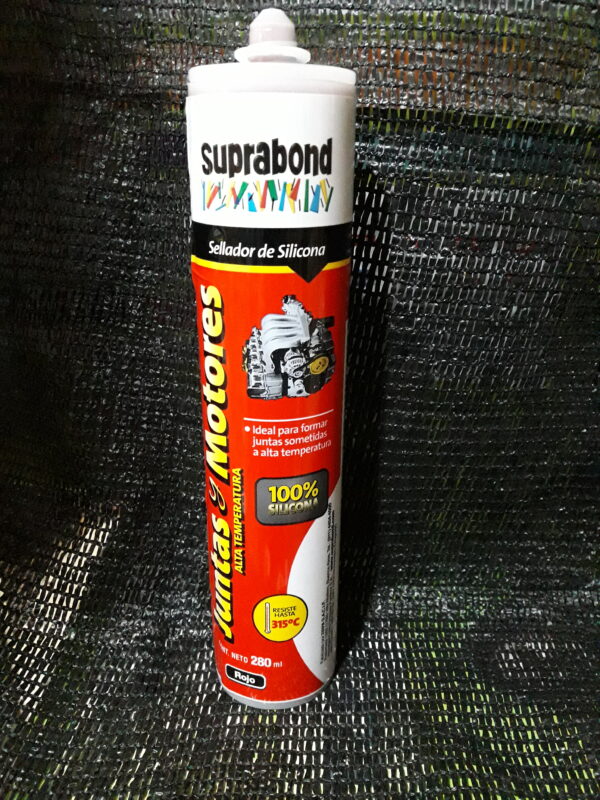 suprabond
Sellador de Silicona
Juntas y Motores
ALTA TEMPERATURA
• Ideal para formar
juntas sometidas
a alta temperatura
100%
SILICONA
RESISTE
HASTA
315ºC
CONT. NETO 280 ml
Rojo